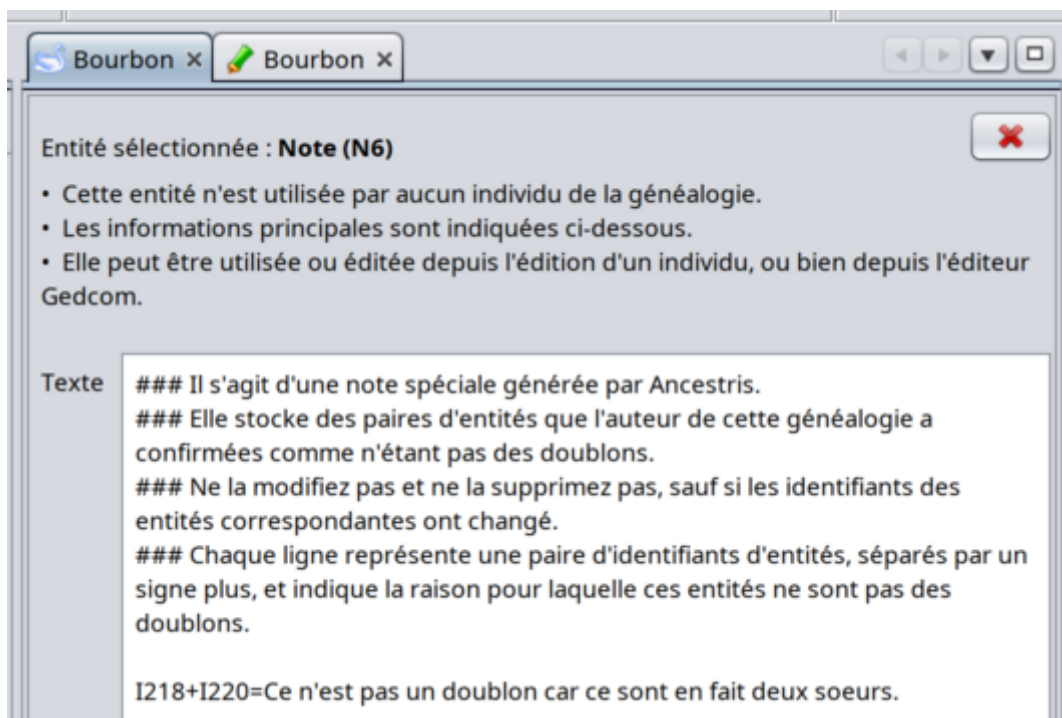 Bourbon × Bourbon ×
Entité sélectionnée : Note (N6)
• Cette entité n'est utilisée par aucun individu de la généalogie.
• Les informations principales sont indiquées ci-dessous.
• Elle peut être utilisée ou éditée depuis l'édition d'un individu, ou bien depuis l'éditeur
Gedcom.
Texte
### Il s'agit d'une note spéciale générée par Ancestris.
### Elle stocke des paires d'entités que l'auteur de cette généalogie a
confirmées comme n'étant pas des doublons.
### Ne la modifiez pas et ne la supprimez pas, sauf si les identifiants des
entités correspondantes ont changé.
### Chaque ligne représente une paire d'identifiants d'entités, séparés par un
signe plus, et indique la raison pour laquelle ces entités ne sont pas des
doublons.
I218+I220=Ce n'est pas un doublon car ce sont en fait deux soeurs.